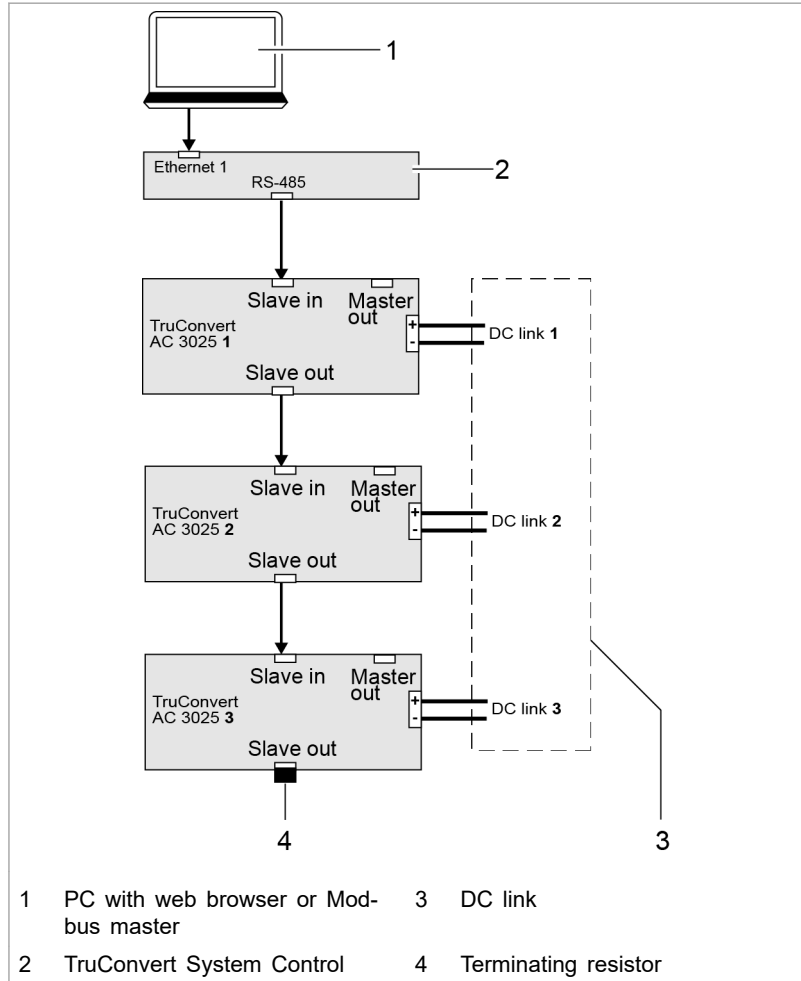 1
Ethernet 1
2
RS-485
Slave in
Master
out
TruConvert
AC 3025 1
+
-
DC link 1
Slave out
Slave in
Master
out
TruConvert
AC 3025 2
+
-
DC link 2
Slave out
Slave in
Master
out
TruConvert
AC 3025 3
+
-
DC link 3
Slave out
4
3
1 PC with web browser or Mod-
bus master
3 DC link
2 TruConvert System Control
4 Terminating resistor